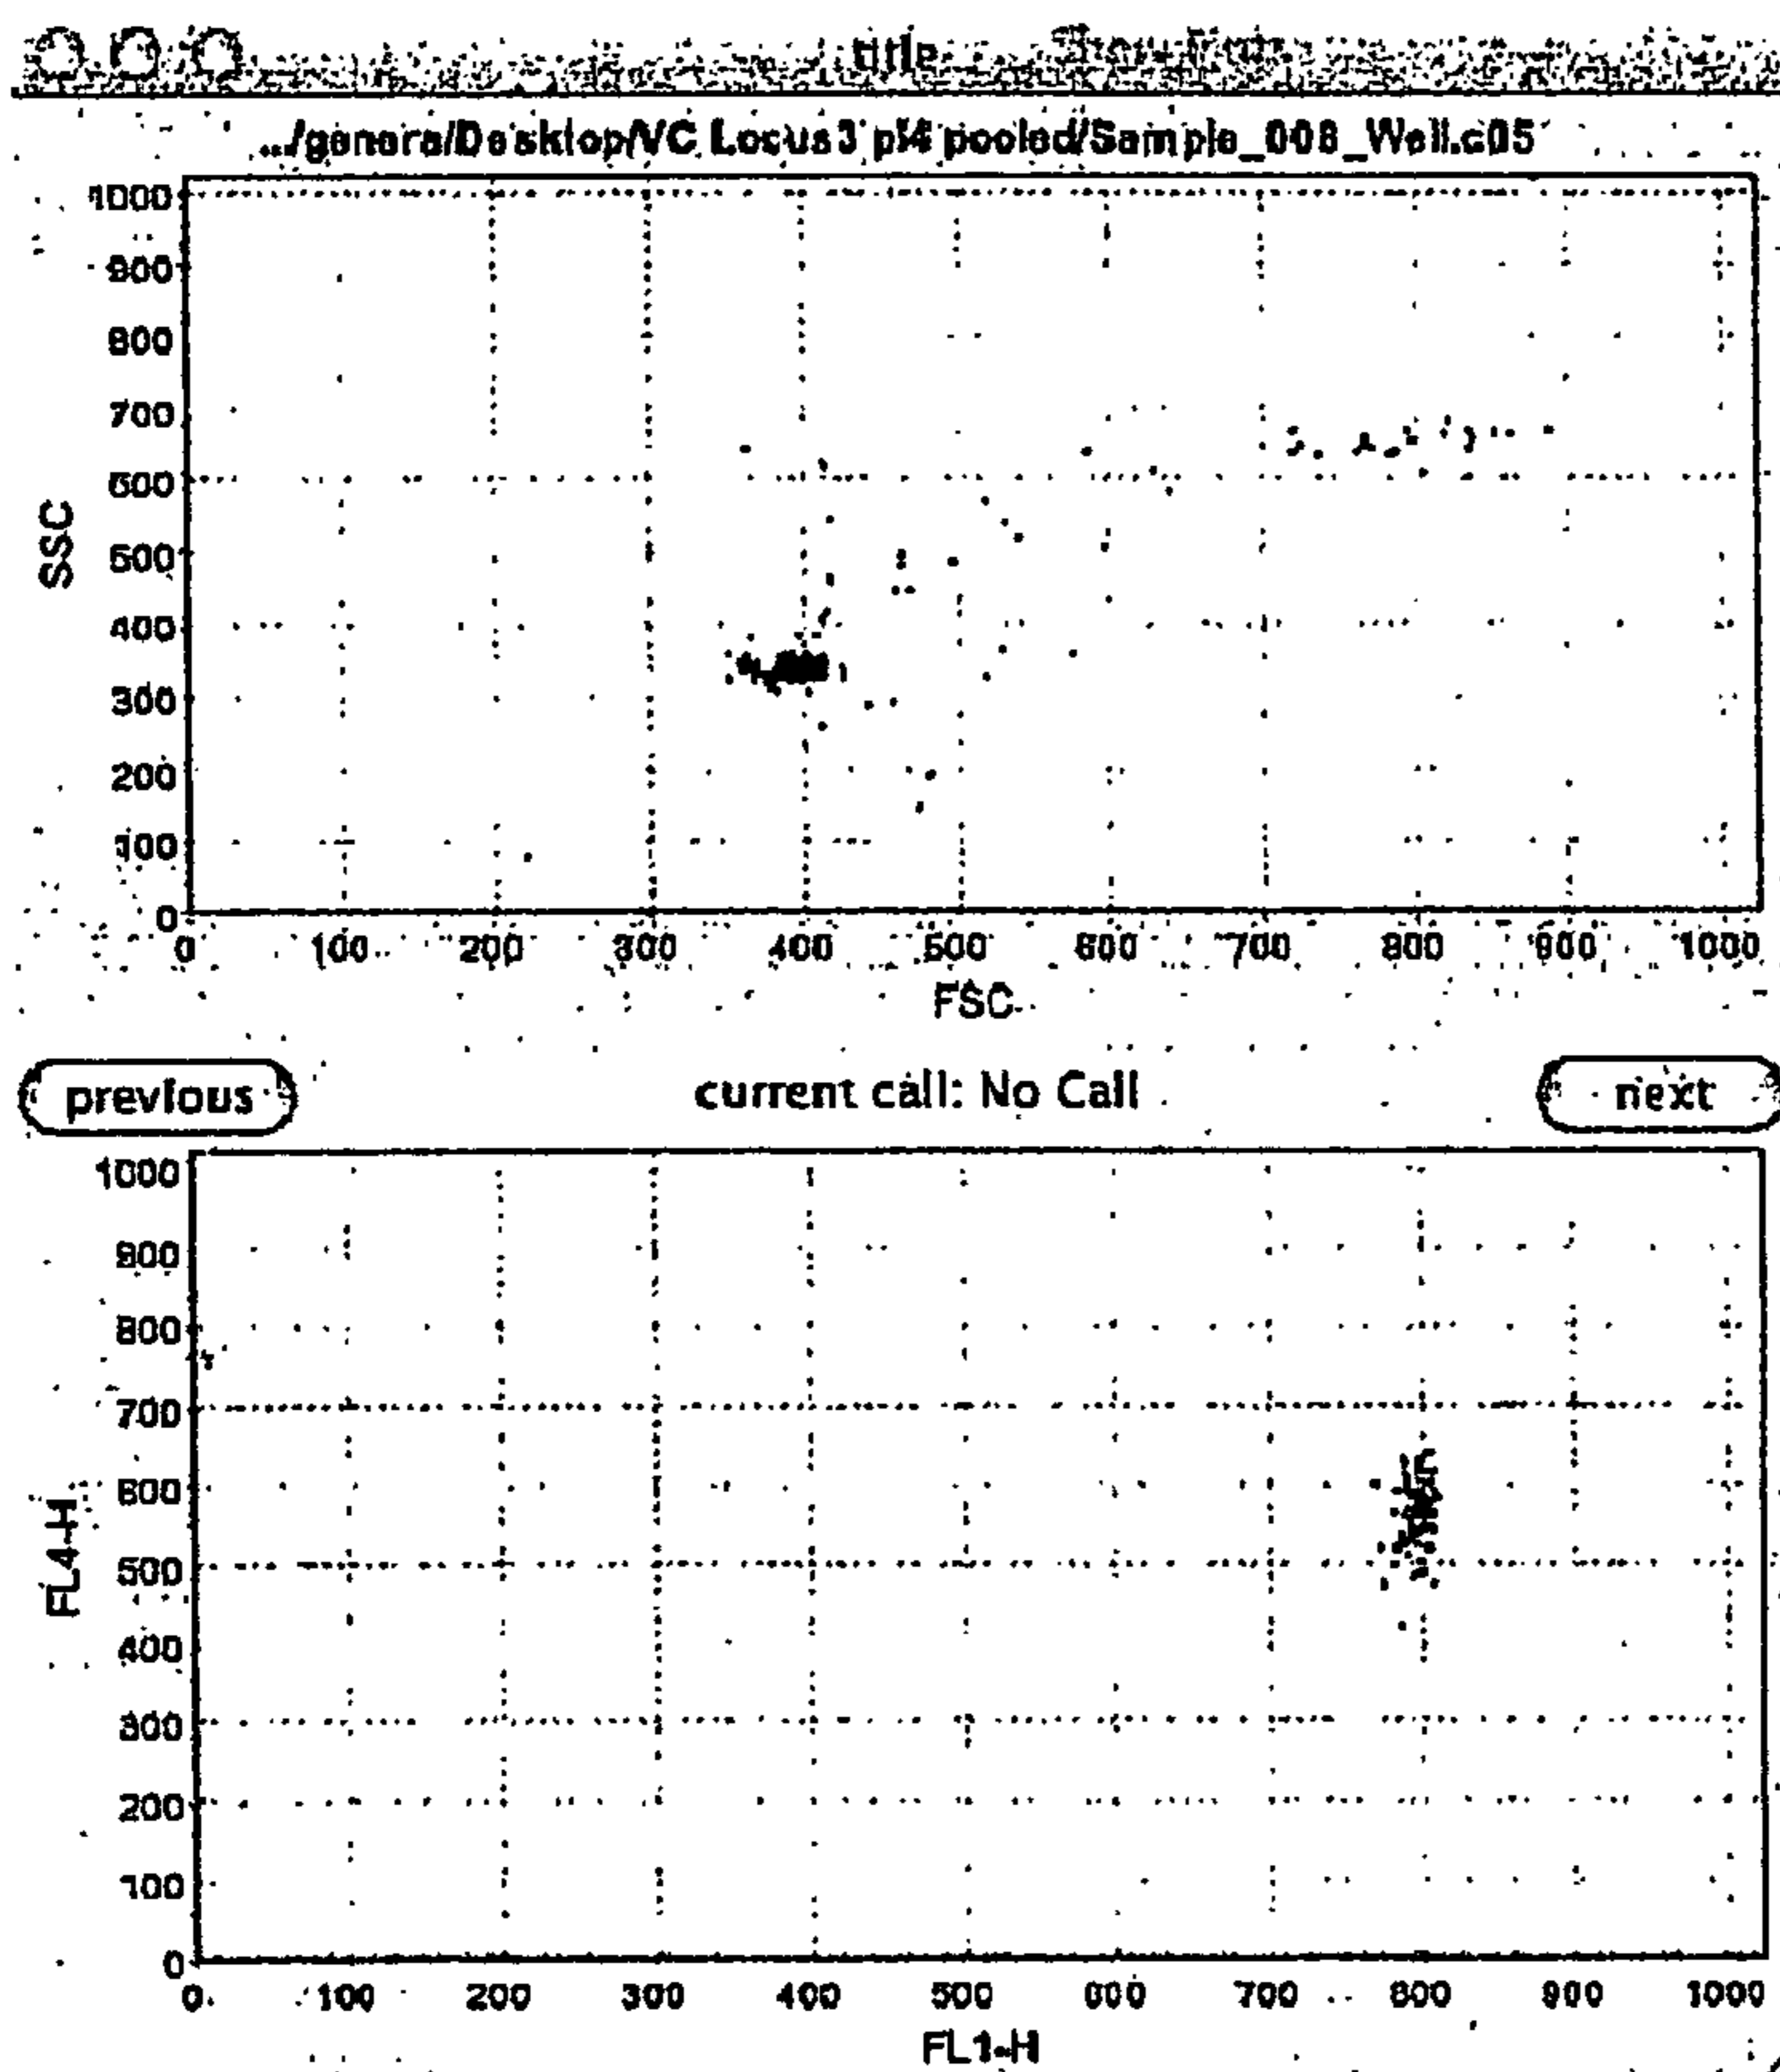 title
.../genera/Desktop/VC Locus3 pl4 pooled/Sample_008_Well.c05
1000
900
800
700
600
500
400
300
200
100
0
SSC
0 100 200 300 400 500 600 700 800 900 1000
FSC
previous current call: No Call next
1000
900
800
700
600
500
400
300
200
100
0
FL4-H
0 100 200 300 400 500 600 700 800 900 1000
FL1-H